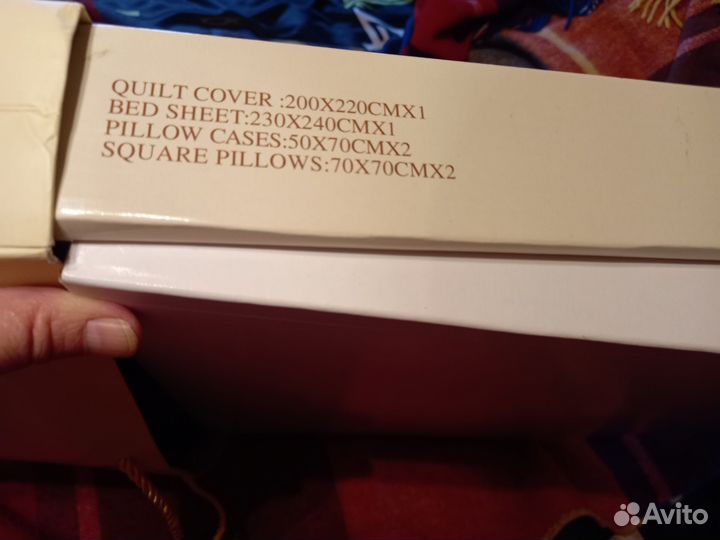 QUILT COVER :200X220CMX1
BED SHEET:230X240CMX1
PILLOW CASES:50X70CMX2
SQUARE PILLOWS:70X70CMX2
Avito